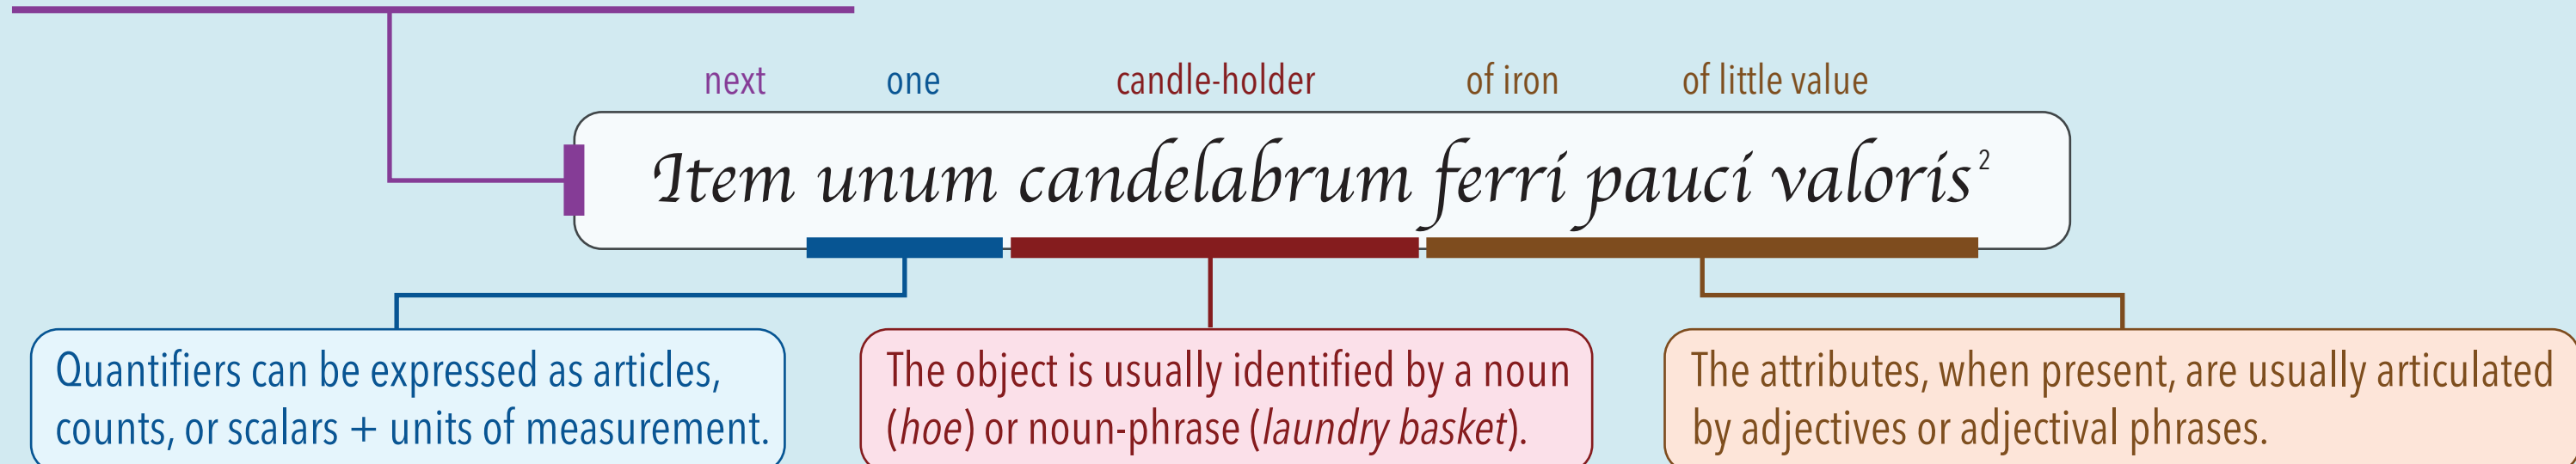 next one candle-holder of iron of little value
Item unum candelabrum ferri pauci valoris²
Quantifiers can be expressed as articles,
counts, or scalars + units of measurement.
The object is usually identified by a noun
(hoe) or noun-phrase (laundry basket).
The attributes, when present, are usually articulated
by adjectives or adjectival phrases.